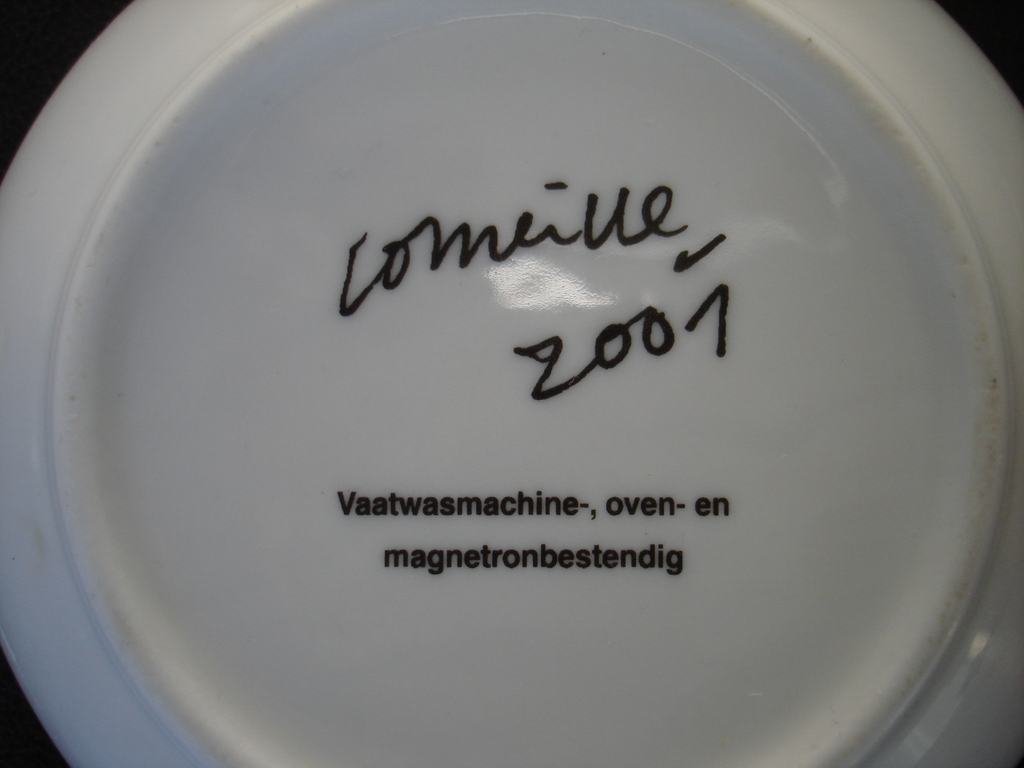 Corneille
2001
Vaatwasmachine-, oven- en
magnetronbestendig